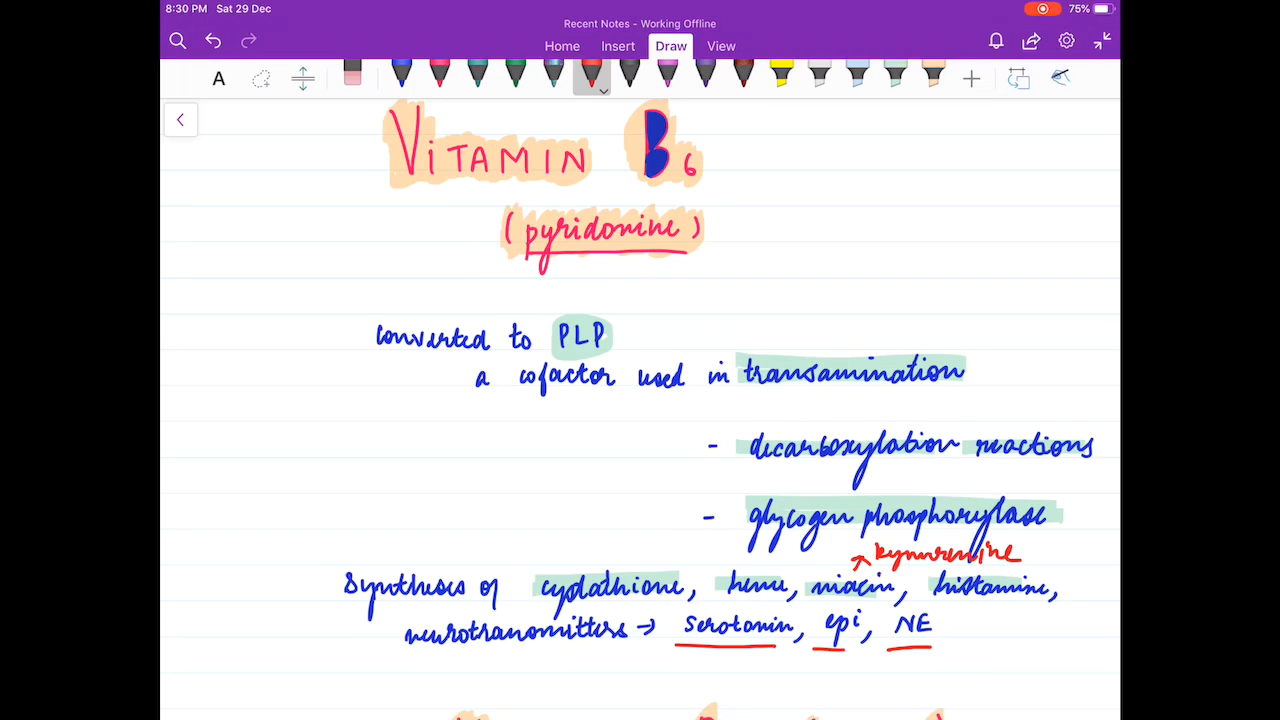 8:30 PM Sat 29 Dec
75%
Recent Notes - Working Offline
Home Insert Draw View
A
VITAMIN B6
(pyridonine)
converted to PLP
a cofactor used in transamination
- decarboxylation reactions
- glycogen phosphorylase
kynurenine
Syntheses of cystathione, heme, niacin, histamine,
neurotransmitters → serotonin, epi, NE